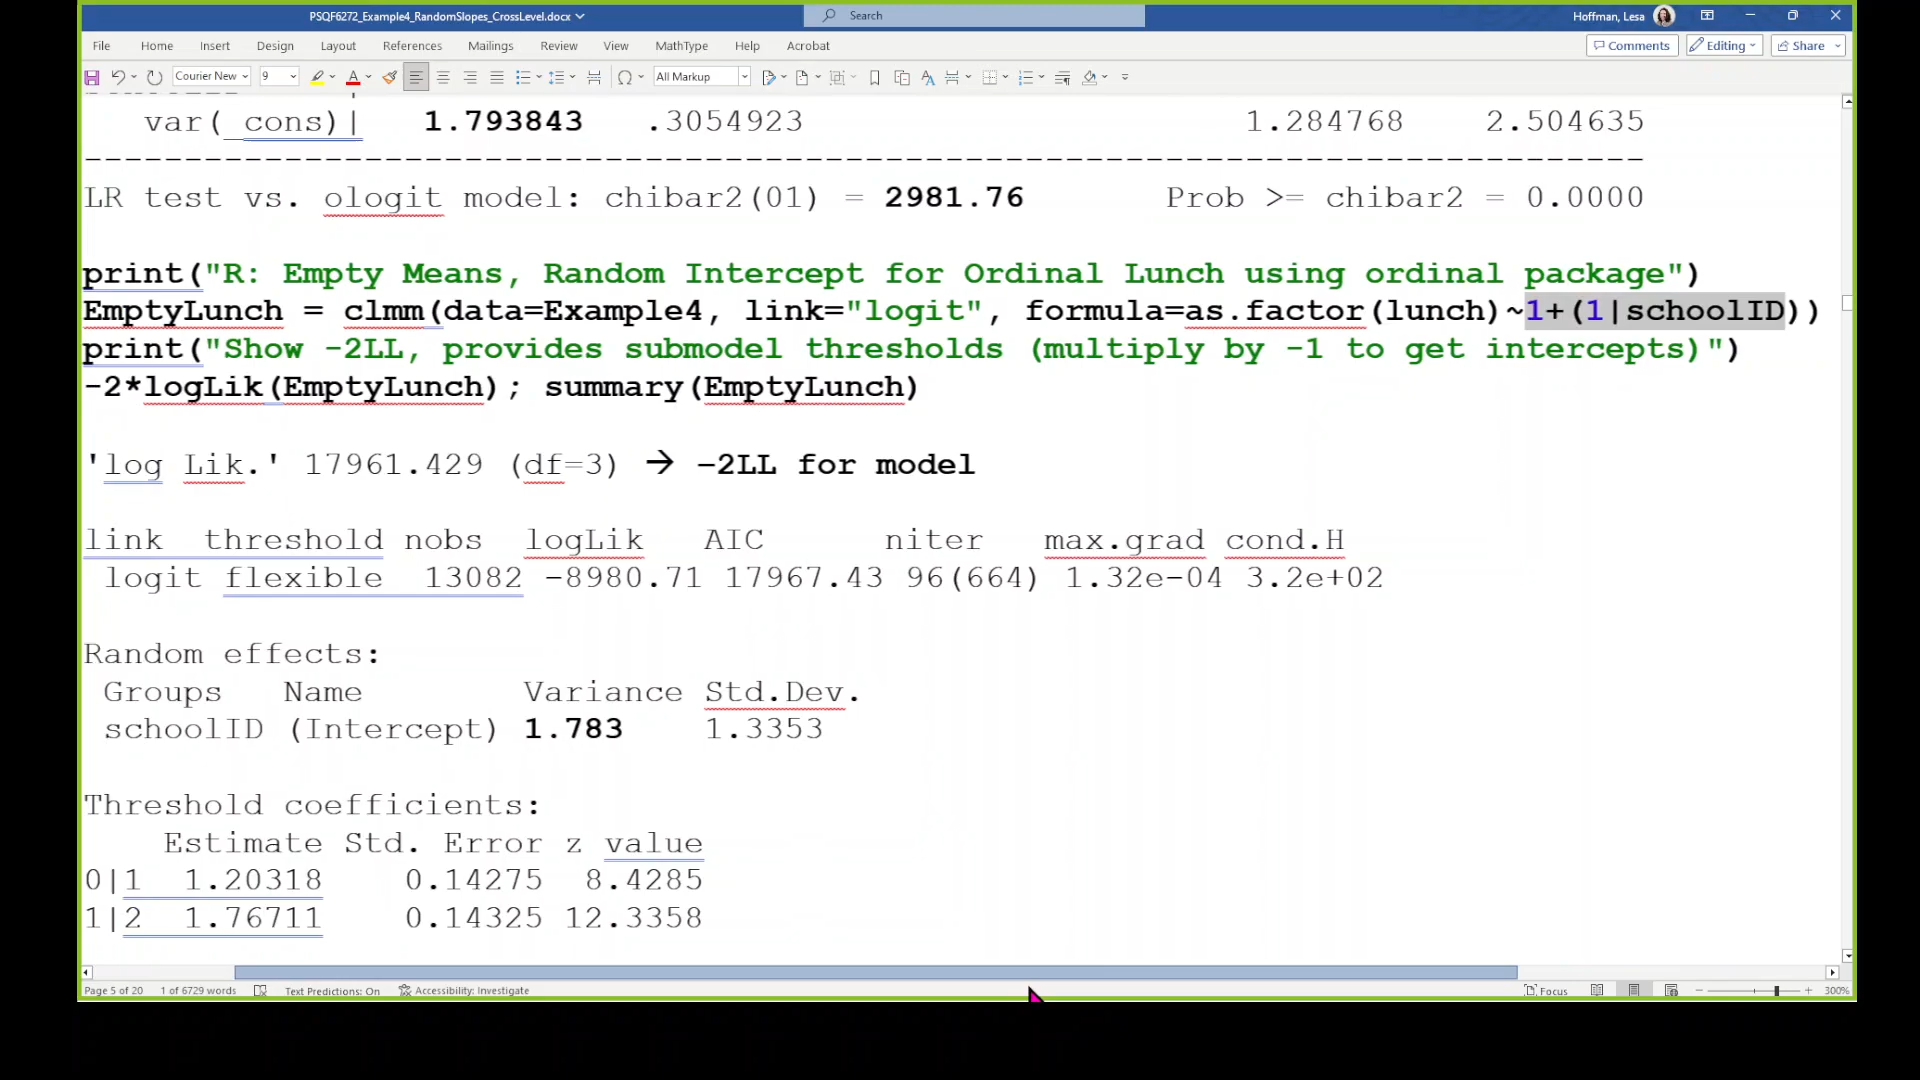 PSQF6272_Example4_RandomSlopes_CrossLevel.docx
Search
Hoffman, Lesa
File Home Insert Design Layout References Mailings Review View MathType Help Acrobat
Comments Editing Share
Courier New 9 All Markup
var(_cons)| 1.793843 .3054923 1.284768 2.504635
------------------------------------------------------------------------------
LR test vs. ologit model: chibar2(01) = 2981.76 Prob >= chibar2 = 0.0000
print("R: Empty Means, Random Intercept for Ordinal Lunch using ordinal package")
EmptyLunch = clmm(data=Example4, link="logit", formula=as.factor(lunch)~1+(1|schoolID))
print("Show -2LL, provides submodel thresholds (multiply by -1 to get intercepts)")
-2*logLik(EmptyLunch); summary(EmptyLunch)
'log Lik.' 17961.429 (df=3) → -2LL for model
link threshold nobs logLik AIC niter max.grad cond.H
logit flexible 13082 -8980.71 17967.43 96(664) 1.32e-04 3.2e+02
Random effects:
Groups Name Variance Std.Dev.
schoolID (Intercept) 1.783 1.3353
Threshold coefficients:
Estimate Std. Error z value
0|1 1.20318 0.14275 8.4285
1|2 1.76711 0.14325 12.3358
Page 5 of 20 1 of 6729 words Text Predictions: On Accessibility: Investigate Focus 300%